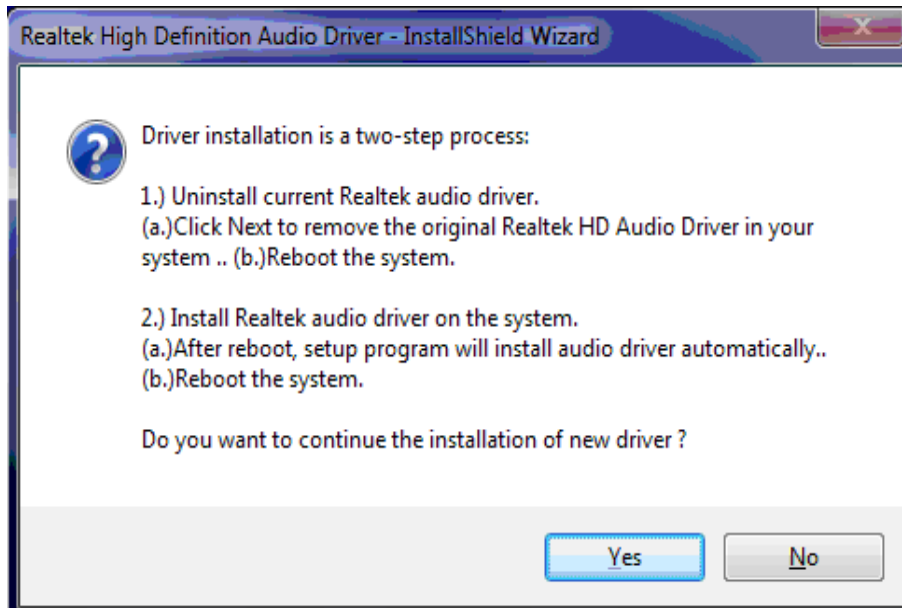 Realtek High Definition Audio Driver - InstallShield Wizard
Driver installation is a two-step process:
1.) Uninstall current Realtek audio driver.
(a.)Click Next to remove the original Realtek HD Audio Driver in your
system .. (b.)Reboot the system.
2.) Install Realtek audio driver on the system.
(a.)After reboot, setup program will install audio driver automatically..
(b.)Reboot the system.
Do you want to continue the installation of new driver ?
Yes
No